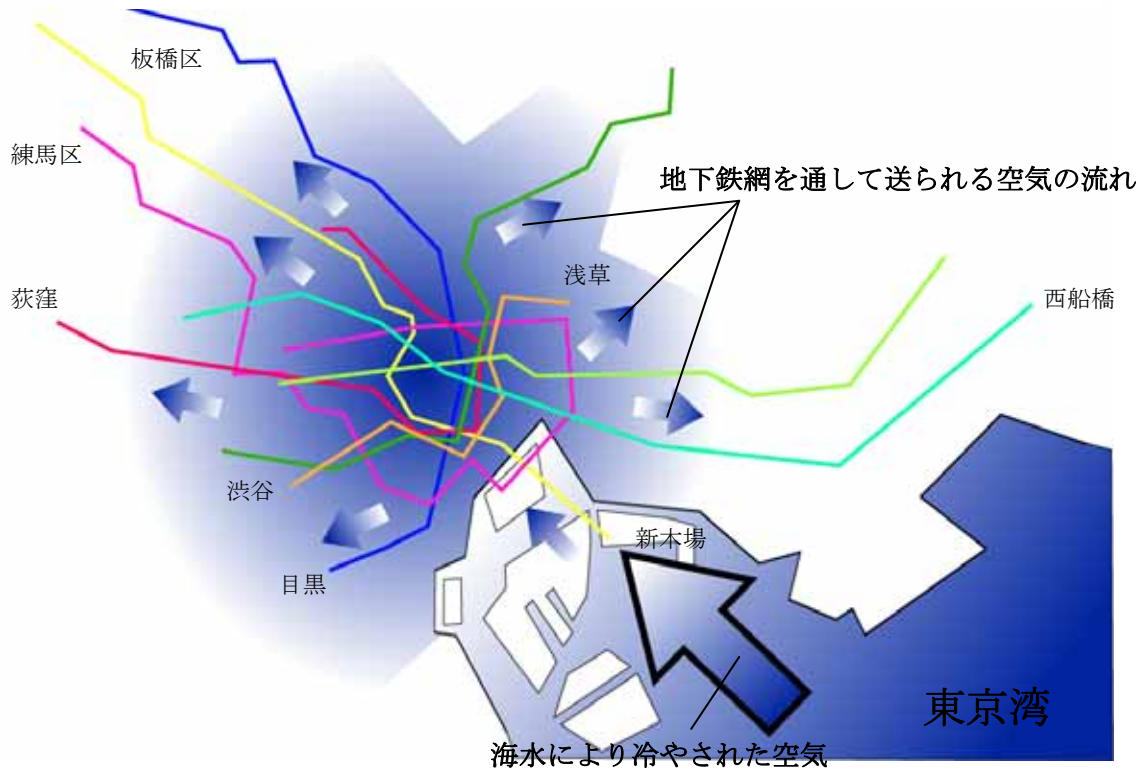 板橋区
練馬区
地下鉄網を通して送られる空気の流れ
浅草
荻窪
西船橋
渋谷
新木場
目黒
東京湾
海水により冷やされた空気